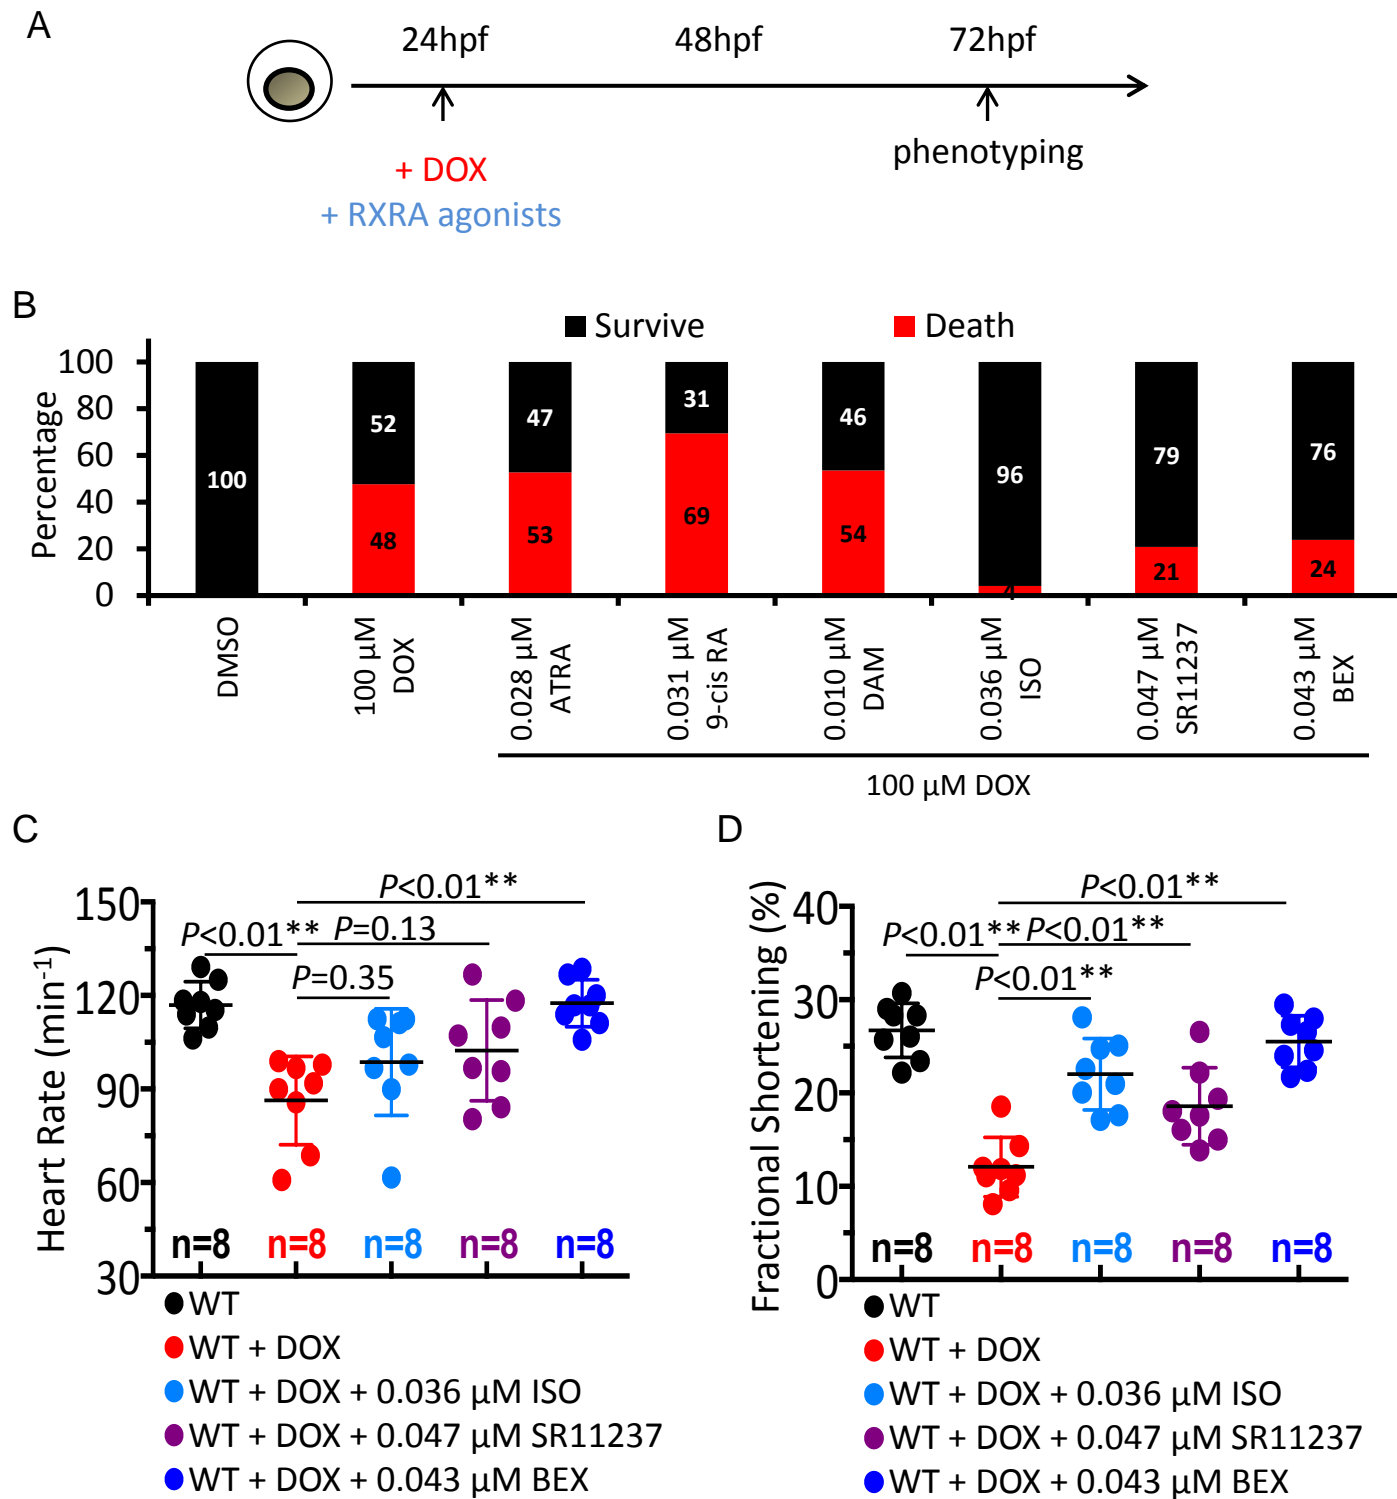 A
24hpf
48hpf
72hpf
+ DOX
+ RXRA agonists
phenotyping
B
Survive
Death
Percentage
100
80
60
40
20
0
100
52
48
47
53
31
69
46
54
96
4
79
21
76
24
DMSO
100 µM
DOX
0.028 µM
ATRA
0.031 µM
9-cis RA
0.010 µM
DAM
0.036 µM
ISO
0.047 µM
SR11237
0.043 µM
BEX
100 µM DOX
C
Heart Rate (min⁻¹)
150
120
90
60
30
P<0.01**
P<0.01**
P=0.13
P=0.35
n=8
n=8
n=8
n=8
n=8
WT
WT + DOX
WT + DOX + 0.036 µM ISO
WT + DOX + 0.047 µM SR11237
WT + DOX + 0.043 µM BEX
D
Fractional Shortening (%)
40
30
20
10
0
P<0.01**
P<0.01**
P<0.01**
P<0.01**
n=8
n=8
n=8
n=8
n=8
WT
WT + DOX
WT + DOX + 0.036 µM ISO
WT + DOX + 0.047 µM SR11237
WT + DOX + 0.043 µM BEX